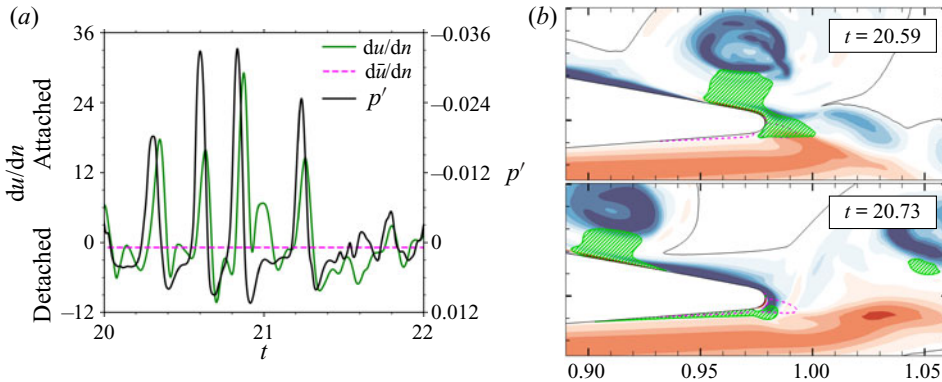 (a)
(b)
36
24
12
0
−12
Attached
Detached
du/dn
du/dn
dū/dn
p′
−0.036
−0.024
−0.012
0
0.012
p′
20
21
22
t
t = 20.59
t = 20.73
0.90
0.95
1.00
1.05